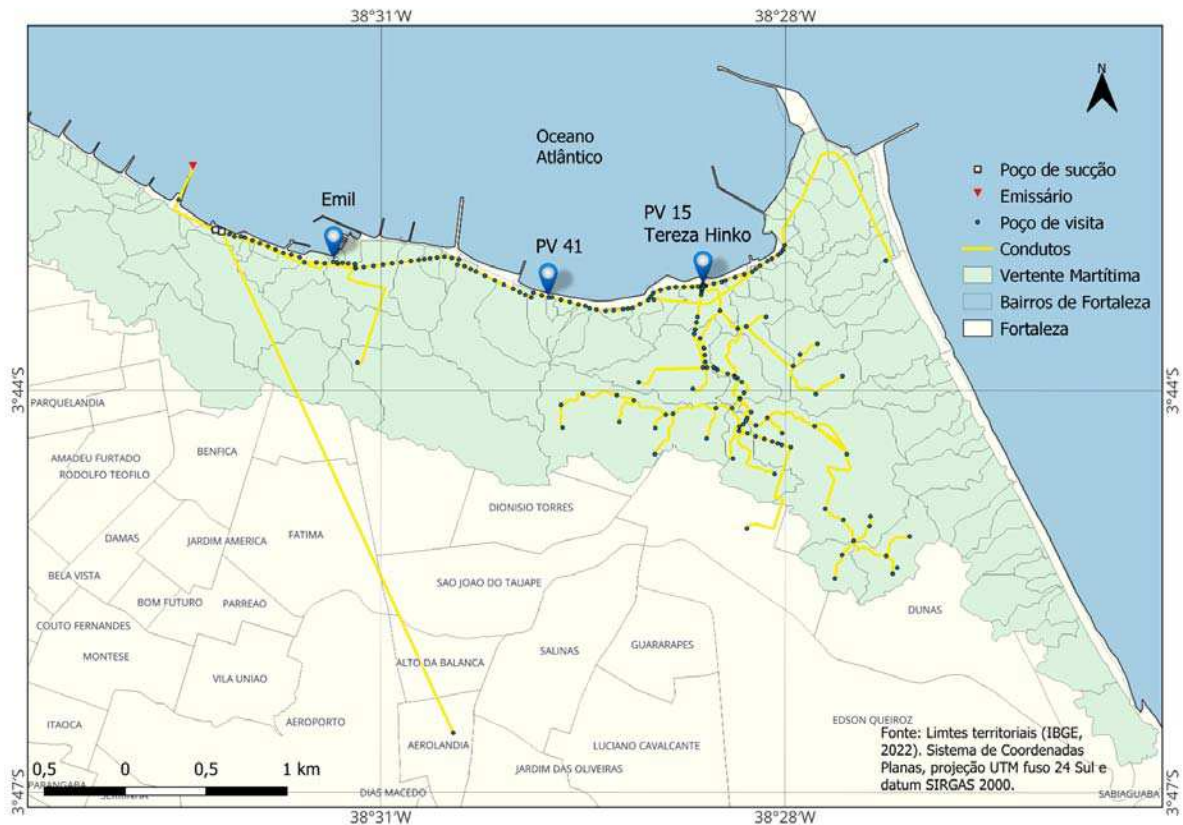 38°31'W
38°28'W
N
Oceano
Atlântico
Poço de sucção
Emissário
Emil
PV 15
Tereza Hinko
Poço de visita
PV 41
Condutos
Vertente Martítima
Bairros de Fortaleza
Fortaleza
3°44'S
3°44'S
PARQUELANDIA
BENFICA
AMADEU FURTADO
RODOLFO TEOFILO
DIONISIO TORRES
DAMAS
JARDIM AMERICA
FATIMA
BELA VISTA
SAO JOAO DO TAUAPE
BOM FUTURO
PARREAO
DUNAS
COUTO FERNANDES
GUARARAPES
SALINAS
MONTESE
ALTO DA BALANCA
VILA UNIAO
ITAOCA
AEROPORTO
EDSON QUEIROZ
AEROLANDIA
LUCIANO CAVALCANTE
Fonte: Limtes territoriais (IBGE,
2022). Sistema de Coordenadas
Planas, projeção UTM fuso 24 Sul e
datum SIRGAS 2000.
JARDIM DAS OLIVEIRAS
0,5
0
0,5
1 km
PARANGABA
DIAS MACEDO
SABIAGUABA
3°47'S
3°47'S
38°31'W
38°28'W